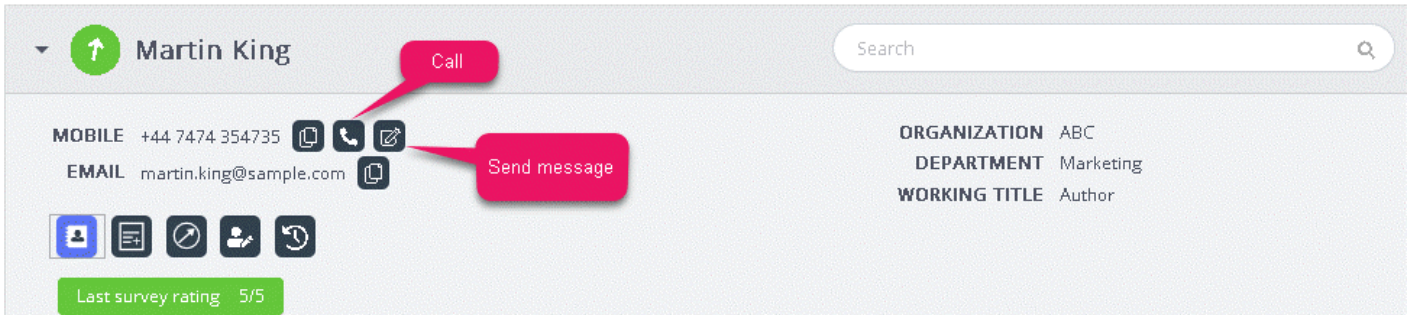 Martin King
Call
Search
MOBILE +44 7474 354735
EMAIL martin.king@sample.com
Send message
ORGANIZATION ABC
DEPARTMENT Marketing
WORKING TITLE Author
Last survey rating 5/5